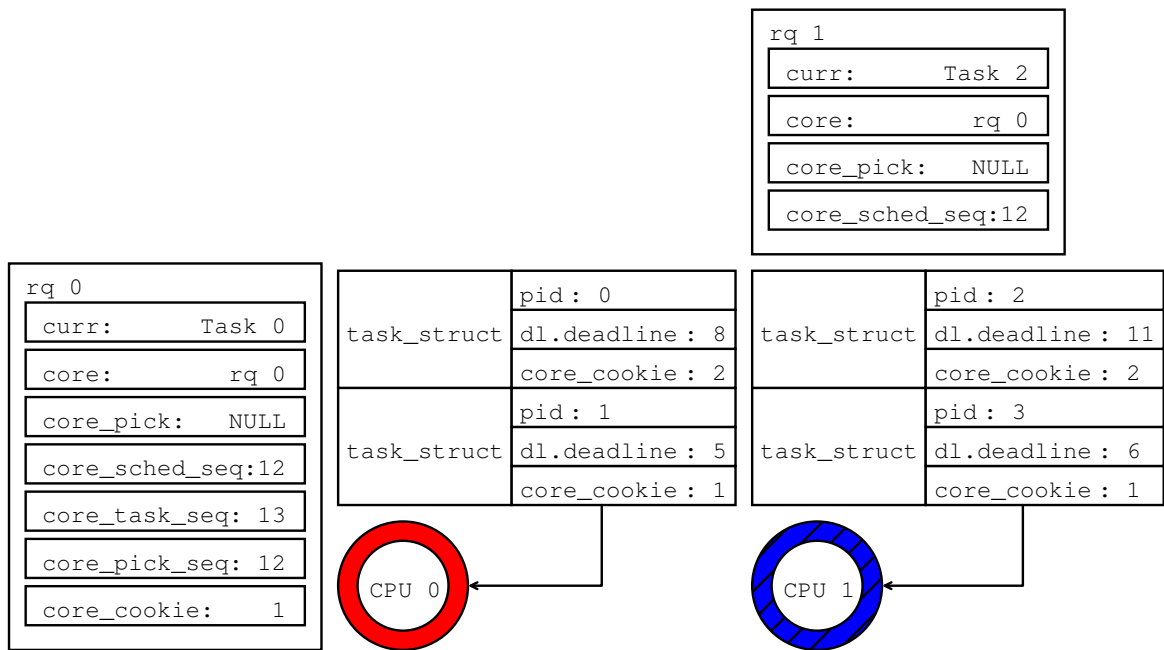 rq 1
curr: Task 2
core: rq 0
core_pick: NULL
core_sched_seq:12
rq 0
curr: Task 0
core: rq 0
core_pick: NULL
core_sched_seq:12
core_task_seq: 13
core_pick_seq: 12
core_cookie: 1
task_struct
pid: 0
dl.deadline: 8
core_cookie: 2
task_struct
pid: 1
dl.deadline: 5
core_cookie: 1
CPU 0
task_struct
pid: 2
dl.deadline: 11
core_cookie: 2
task_struct
pid: 3
dl.deadline: 6
core_cookie: 1
CPU 1